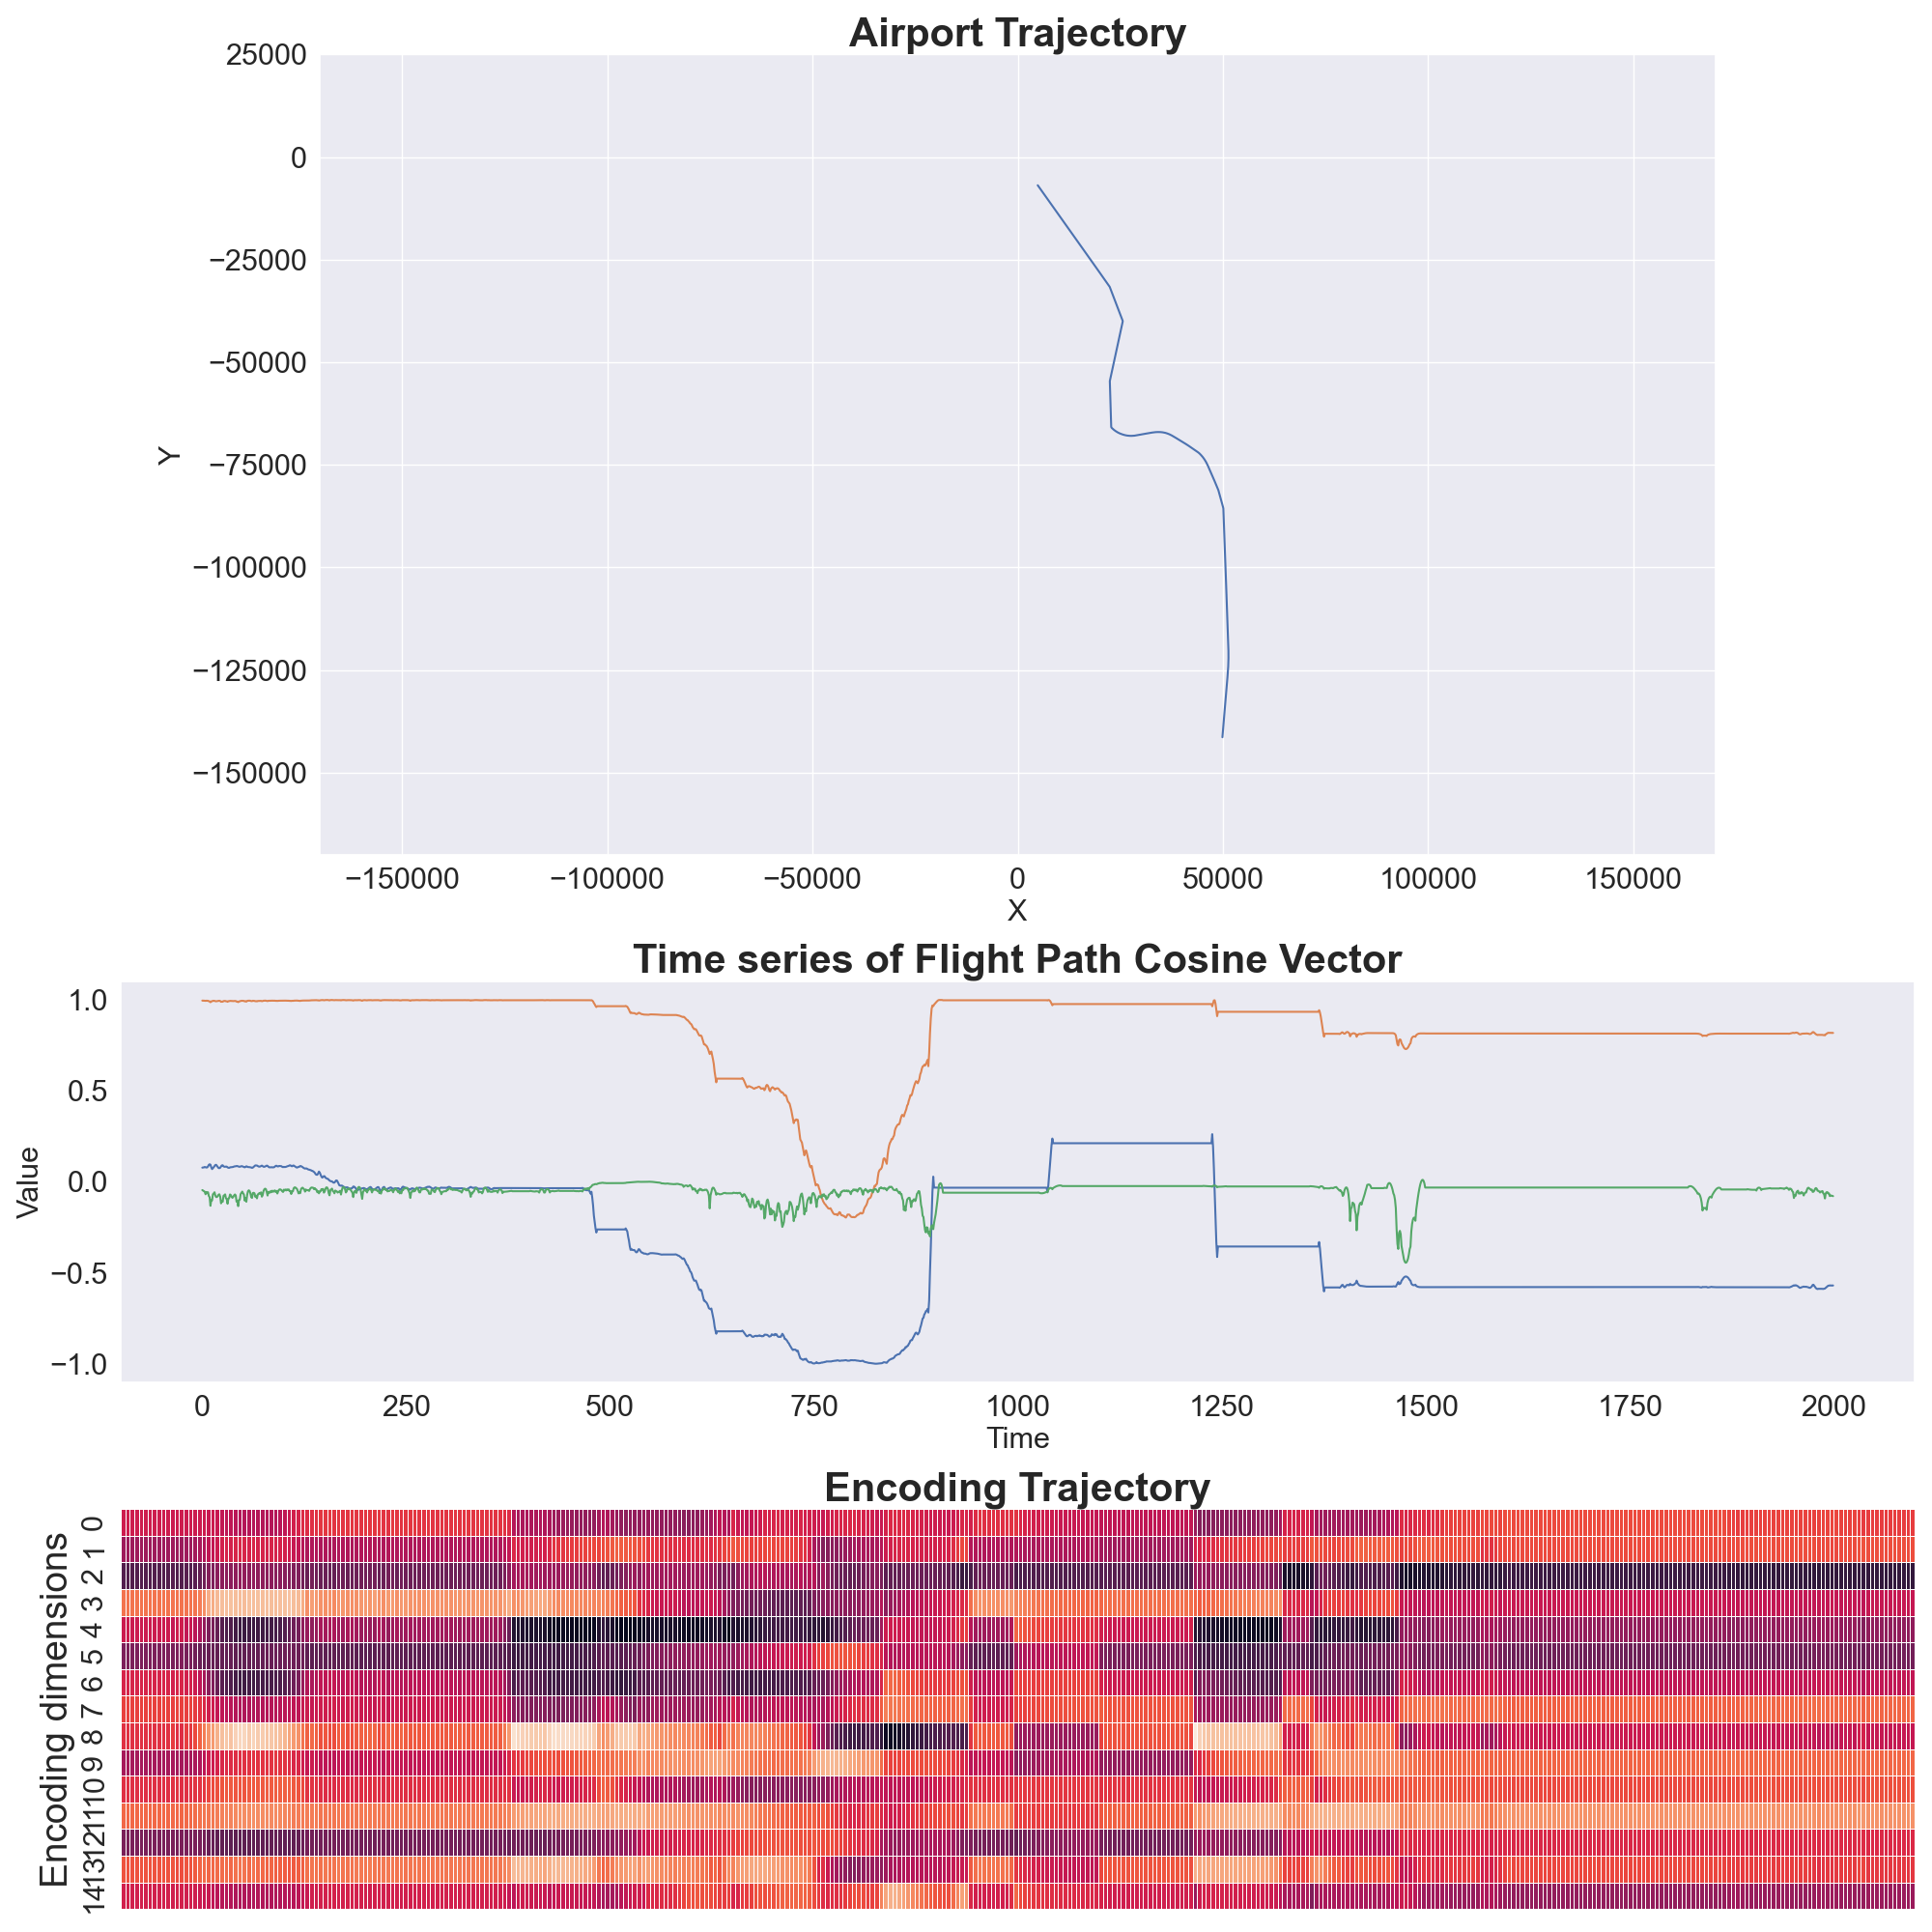 Airport Trajectory
25000
0
−25000
−50000
−75000
−100000
−125000
−150000
Y
−150000 −100000 −50000 0 50000 100000 150000
X
Time series of Flight Path Cosine Vector
1.0
0.5
0.0
−0.5
−1.0
Value
0 250 500 750 1000 1250 1500 1750 2000
Time
Encoding Trajectory
Encoding dimensions
0
1
2
3
4
5
6
7
8
9
10
11
12
13
14